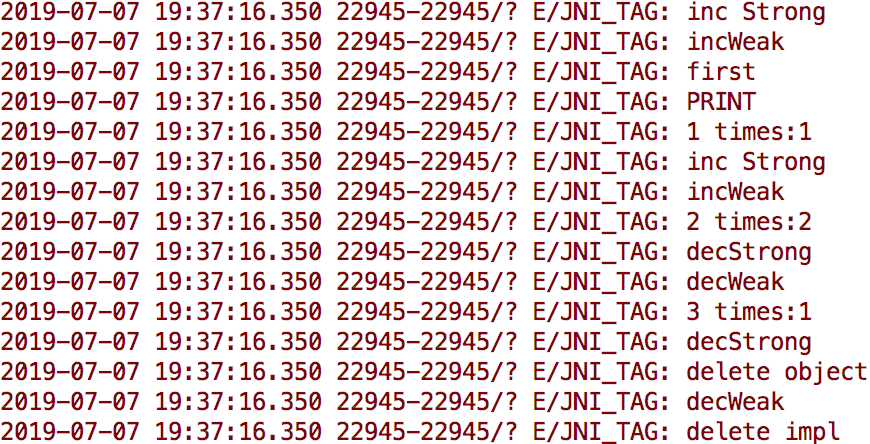 2019-07-07 19:37:16.350 22945-22945/? E/JNI_TAG: inc Strong
2019-07-07 19:37:16.350 22945-22945/? E/JNI_TAG: incWeak
2019-07-07 19:37:16.350 22945-22945/? E/JNI_TAG: first
2019-07-07 19:37:16.350 22945-22945/? E/JNI_TAG: PRINT
2019-07-07 19:37:16.350 22945-22945/? E/JNI_TAG: 1 times:1
2019-07-07 19:37:16.350 22945-22945/? E/JNI_TAG: inc Strong
2019-07-07 19:37:16.350 22945-22945/? E/JNI_TAG: incWeak
2019-07-07 19:37:16.350 22945-22945/? E/JNI_TAG: 2 times:2
2019-07-07 19:37:16.350 22945-22945/? E/JNI_TAG: decStrong
2019-07-07 19:37:16.350 22945-22945/? E/JNI_TAG: decWeak
2019-07-07 19:37:16.350 22945-22945/? E/JNI_TAG: 3 times:1
2019-07-07 19:37:16.350 22945-22945/? E/JNI_TAG: decStrong
2019-07-07 19:37:16.350 22945-22945/? E/JNI_TAG: delete object
2019-07-07 19:37:16.350 22945-22945/? E/JNI_TAG: decWeak
2019-07-07 19:37:16.350 22945-22945/? E/JNI_TAG: delete impl